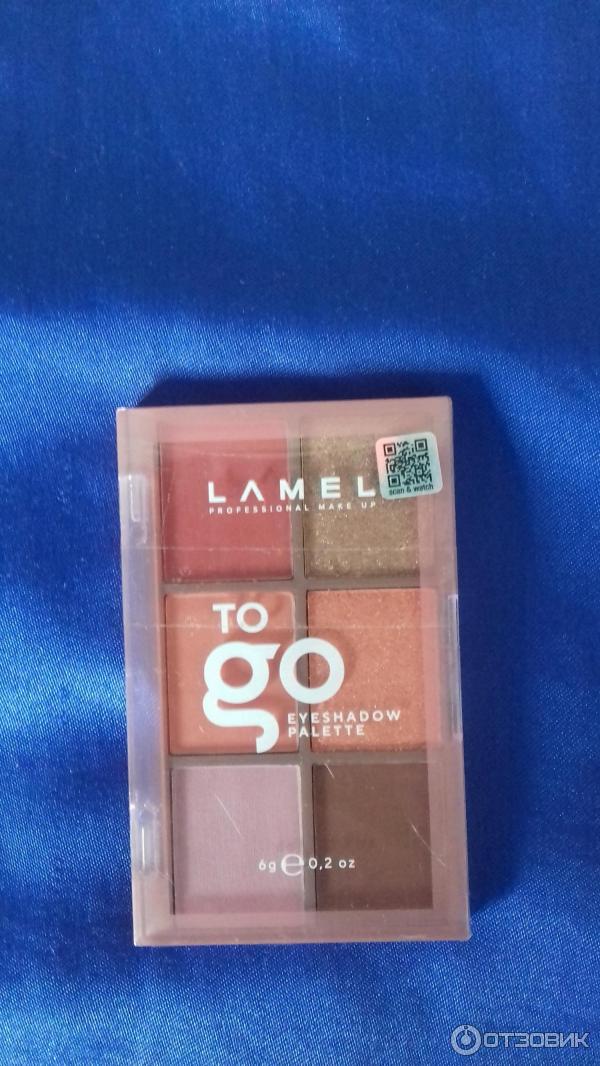 LAMEL
PROFESSIONAL MAKE UP
scan & watch
TO
go
EYESHADOW
PALETTE
6g e 0,2 oz
ОТЗОВИК